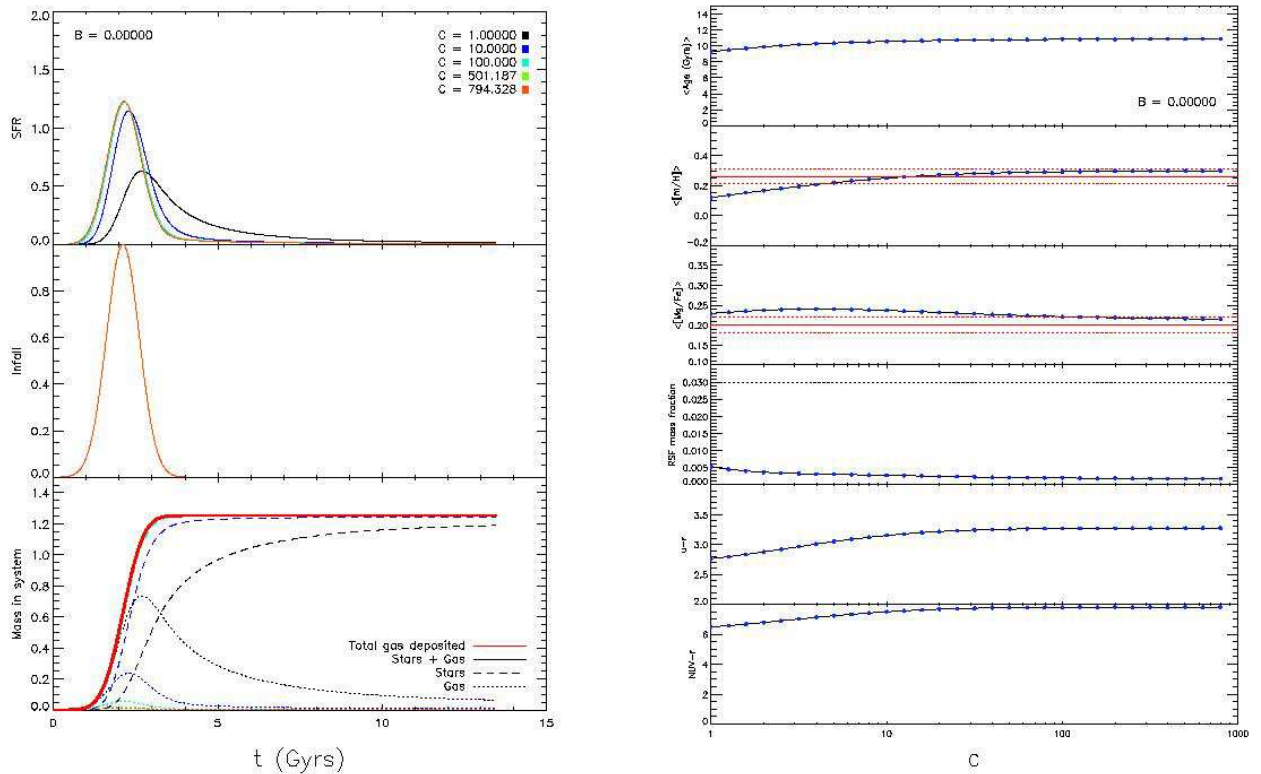 B = 0.00000
C = 1.00000
C = 10.0000
C = 100.000
C = 501.187
C = 794.328
2.0
1.5
1.0
0.5
0.0
SFR
0.8
0.6
0.4
0.2
0.0
Infall
1.4
1.2
1.0
0.8
0.6
0.4
0.2
0.0
Mass in system
Total gas deposited
Stars + Gas
Stars
Gas
0 5 10 15
t (Gyrs)
14
12
10
8
6
4
2
0
<Age (Gyr)>
B = 0.00000
0.4
0.2
0.0
-0.2
<[m/H]>
0.35
0.30
0.25
0.20
0.15
0.10
<[Mg/Fe]>
0.030
0.025
0.020
0.015
0.010
0.005
0.000
RSF mass fraction
3.5
3.0
2.5
2.0
u-r
6
4
2
0
NUV-r
1 10 100 1000
C